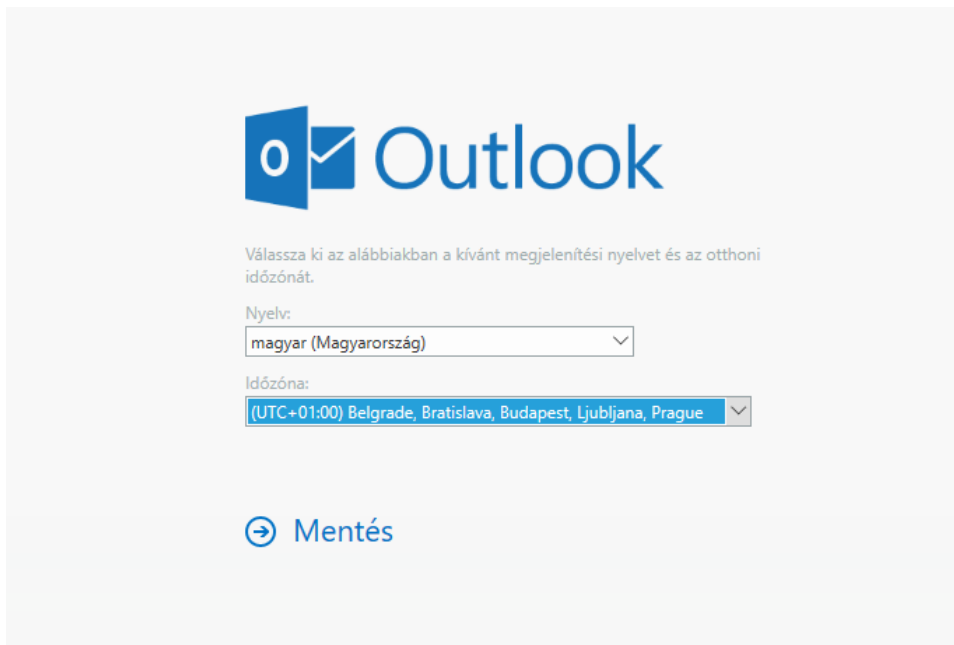 Outlook
Válassza ki az alábbiakban a kívánt megjelenítési nyelvet és az otthoni
időzónát.
Nyelv:
magyar (Magyarország)
Időzóna:
(UTC+01:00) Belgrade, Bratislava, Budapest, Ljubljana, Prague
Mentés